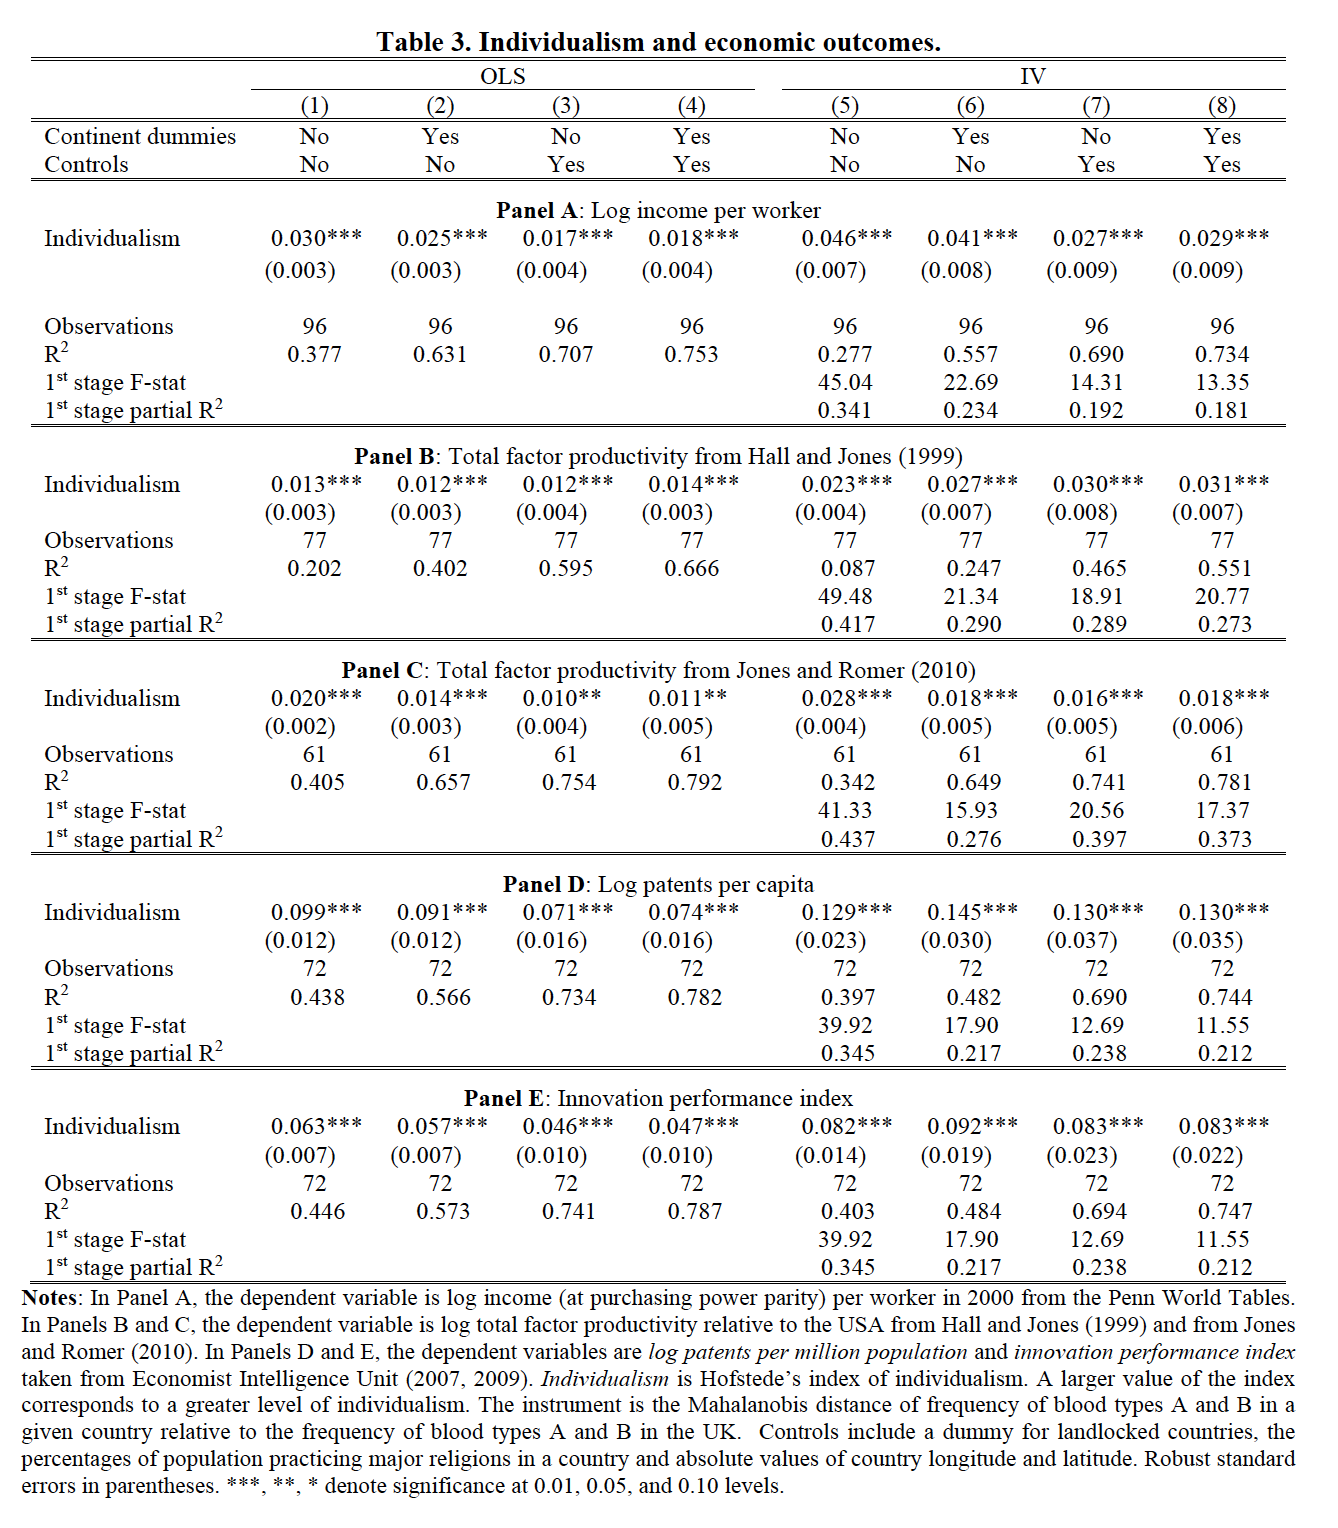 Table 3. Individualism and economic outcomes.
OLS IV
(1) (2) (3) (4) (5) (6) (7) (8)
Continent dummies No Yes No Yes No Yes No Yes
Controls No No Yes Yes No No Yes Yes
Panel A: Log income per worker
Individualism 0.030*** 0.025*** 0.017*** 0.018*** 0.046*** 0.041*** 0.027*** 0.029***
(0.003) (0.003) (0.004) (0.004) (0.007) (0.008) (0.009) (0.009)
Observations 96 96 96 96 96 96 96 96
R2 0.377 0.631 0.707 0.753 0.277 0.557 0.690 0.734
1st stage F-stat 45.04 22.69 14.31 13.35
1st stage partial R2 0.341 0.234 0.192 0.181
Panel B: Total factor productivity from Hall and Jones (1999)
Individualism 0.013*** 0.012*** 0.012*** 0.014*** 0.023*** 0.027*** 0.030*** 0.031***
(0.003) (0.003) (0.004) (0.003) (0.004) (0.007) (0.008) (0.007)
Observations 77 77 77 77 77 77 77 77
R2 0.202 0.402 0.595 0.666 0.087 0.247 0.465 0.551
1st stage F-stat 49.48 21.34 18.91 20.77
1st stage partial R2 0.417 0.290 0.289 0.273
Panel C: Total factor productivity from Jones and Romer (2010)
Individualism 0.020*** 0.014*** 0.010** 0.011** 0.028*** 0.018*** 0.016*** 0.018***
(0.002) (0.003) (0.004) (0.005) (0.004) (0.005) (0.005) (0.006)
Observations 61 61 61 61 61 61 61 61
R2 0.405 0.657 0.754 0.792 0.342 0.649 0.741 0.781
1st stage F-stat 41.33 15.93 20.56 17.37
1st stage partial R2 0.437 0.276 0.397 0.373
Panel D: Log patents per capita
Individualism 0.099*** 0.091*** 0.071*** 0.074*** 0.129*** 0.145*** 0.130*** 0.130***
(0.012) (0.012) (0.016) (0.016) (0.023) (0.030) (0.037) (0.035)
Observations 72 72 72 72 72 72 72 72
R2 0.438 0.566 0.734 0.782 0.397 0.482 0.690 0.744
1st stage F-stat 39.92 17.90 12.69 11.55
1st stage partial R2 0.345 0.217 0.238 0.212
Panel E: Innovation performance index
Individualism 0.063*** 0.057*** 0.046*** 0.047*** 0.082*** 0.092*** 0.083*** 0.083***
(0.007) (0.007) (0.010) (0.010) (0.014) (0.019) (0.023) (0.022)
Observations 72 72 72 72 72 72 72 72
R2 0.446 0.573 0.741 0.787 0.403 0.484 0.694 0.747
1st stage F-stat 39.92 17.90 12.69 11.55
1st stage partial R2 0.345 0.217 0.238 0.212
Notes: In Panel A, the dependent variable is log income (at purchasing power parity) per worker in 2000 from the Penn World Tables.
In Panels B and C, the dependent variable is log total factor productivity relative to the USA from Hall and Jones (1999) and from Jones
and Romer (2010). In Panels D and E, the dependent variables are log patents per million population and innovation performance index
taken from Economist Intelligence Unit (2007, 2009). Individualism is Hofstede's index of individualism. A larger value of the index
corresponds to a greater level of individualism. The instrument is the Mahalanobis distance of frequency of blood types A and B in a
given country relative to the frequency of blood types A and B in the UK. Controls include a dummy for landlocked countries, the
percentages of population practicing major religions in a country and absolute values of country longitude and latitude. Robust standard
errors in parentheses. ***, **, * denote significance at 0.01, 0.05, and 0.10 levels.